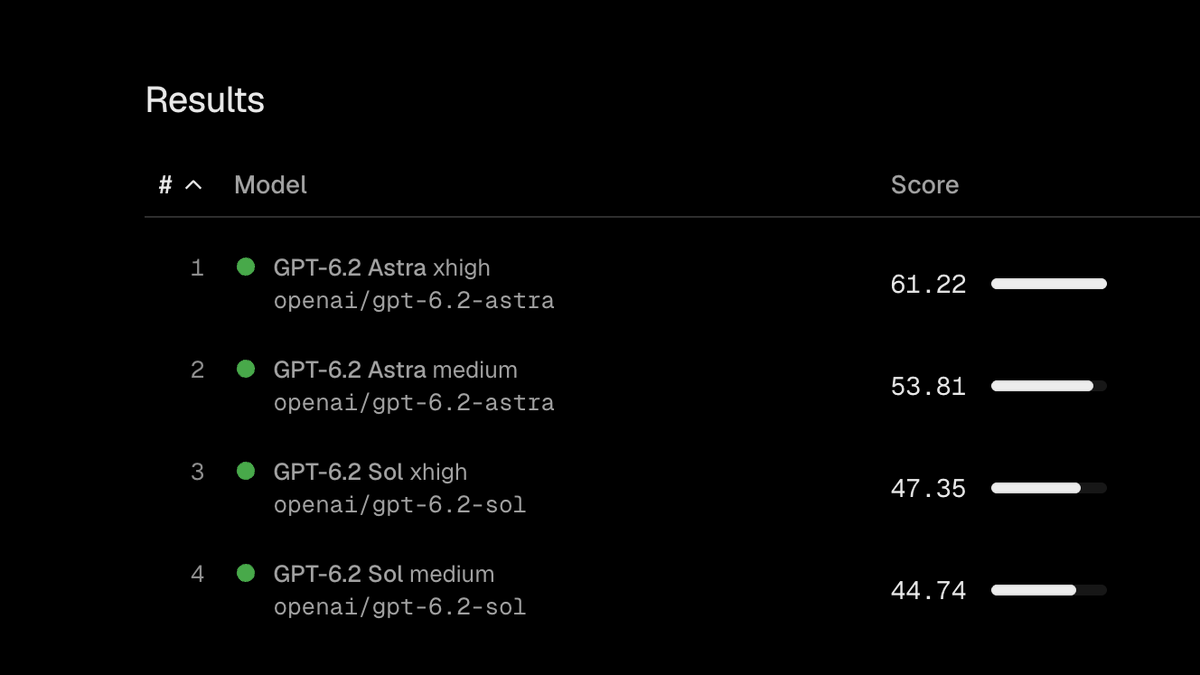 Results
# Model Score
1 GPT-6.2 Astra xhigh 61.22
openai/gpt-6.2-astra
2 GPT-6.2 Astra medium 53.81
openai/gpt-6.2-astra
3 GPT-6.2 Sol xhigh 47.35
openai/gpt-6.2-sol
4 GPT-6.2 Sol medium 44.74
openai/gpt-6.2-sol